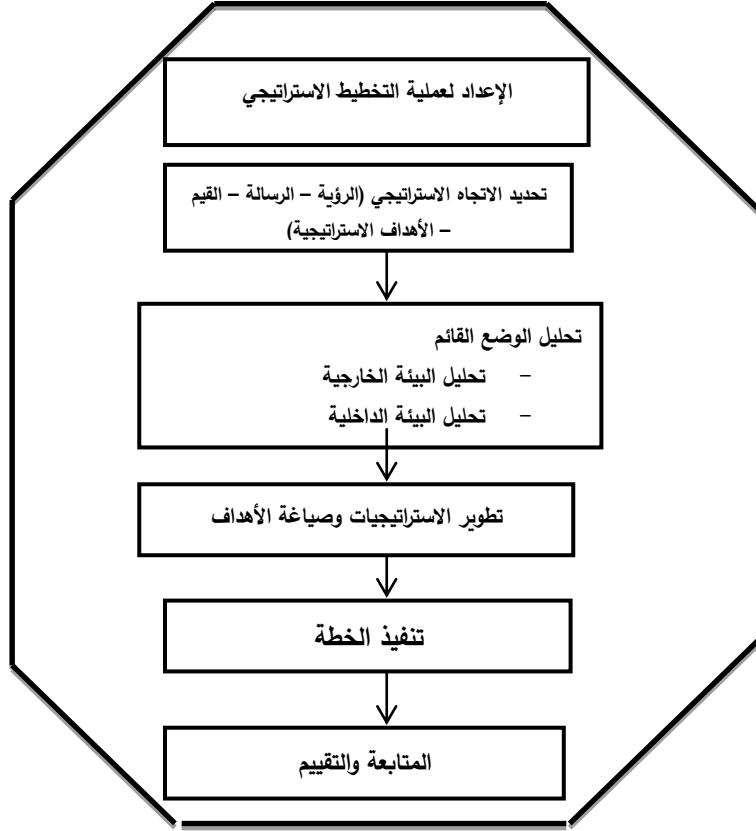 الإعداد لعملية التخطيط الاستراتيجي
تحديد الاتجاه الاستراتيجي (الرؤية – الرسالة – القيم
– الأهداف الاستراتيجية)
تحليل الوضع القائم
– تحليل البيئة الخارجية
– تحليل البيئة الداخلية
تطوير الاستراتيجيات وصياغة الأهداف
تنفيذ الخطة
المتابعة والتقييم